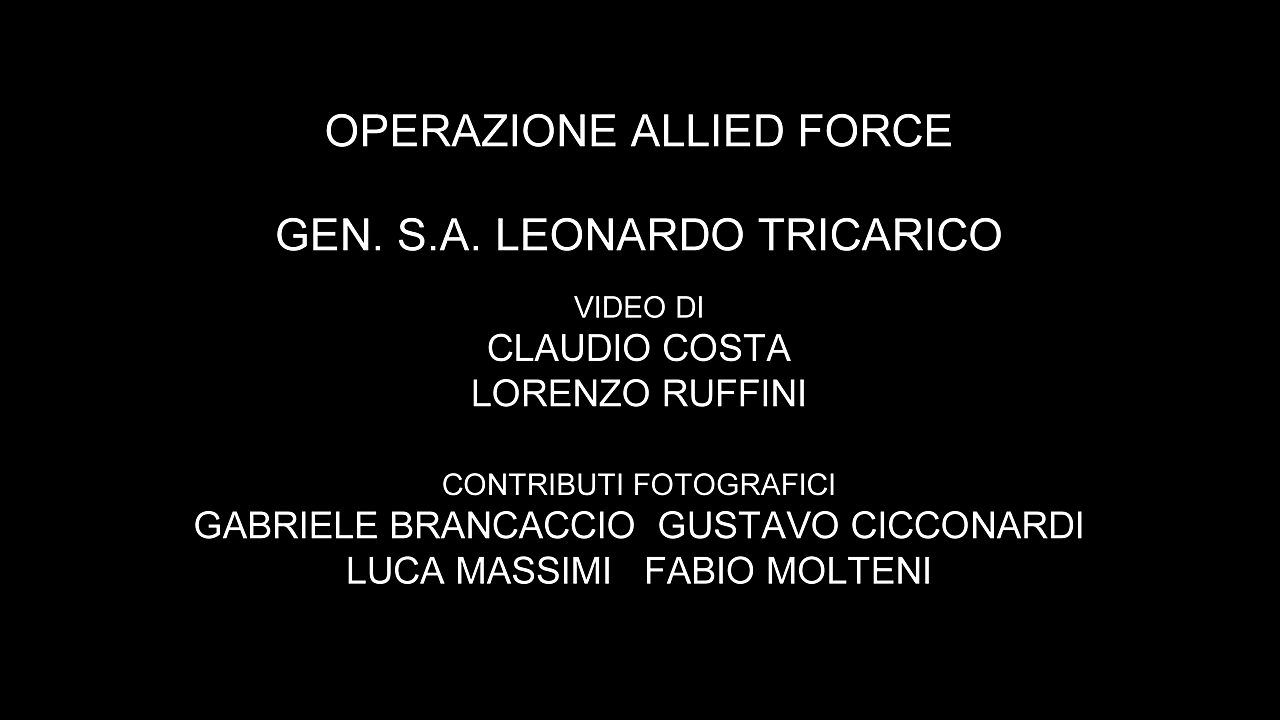 OPERAZIONE ALLIED FORCE
GEN. S.A. LEONARDO TRICARICO
VIDEO DI
CLAUDIO COSTA
LORENZO RUFFINI
CONTRIBUTI FOTOGRAFICI
GABRIELE BRANCACCIO GUSTAVO CICCONARDI
LUCA MASSIMI FABIO MOLTENI